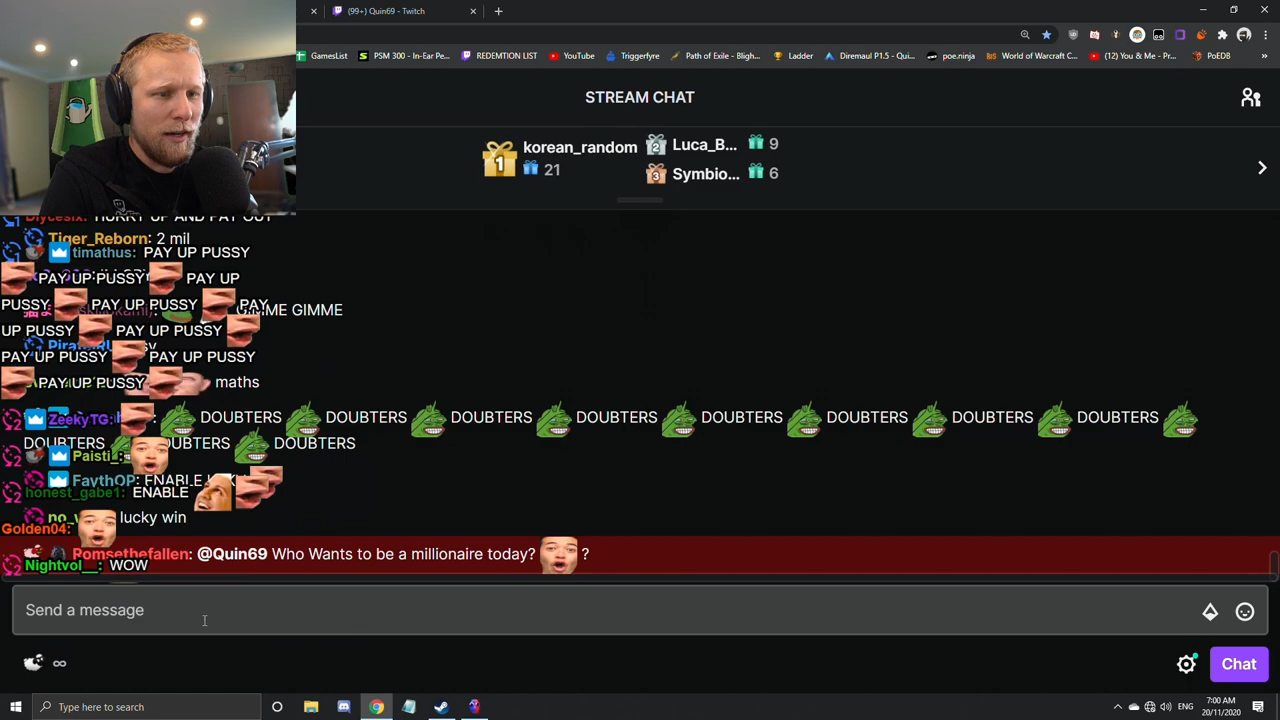 (99+) Quin69 - Twitch
GamesList PSM 300 - In-Ear Pe... REDEMTION LIST YouTube Triggerfyre Path of Exile - Bligh... Ladder Diremaul P1.5 - Qui... poe.ninja World of Warcraft C... (12) You & Me - Pr... PoEDB
STREAM CHAT
1 korean_random 21
2 Luca_B... 9
3 Symbio... 6
HURRY UP AND PAY OUT
Tiger_Reborn: 2 mil
timathus: PAY UP PUSSY
PAY UP PUSSY PAY UP
PUSSY PAY UP PUSSY PAY
GIMME GIMME
UP PUSSY PAY UP PUSSY
PAY UP PUSSY PAY UP PUSSY
PAY UP PUSSY maths
ZeekyTG: DOUBTERS DOUBTERS DOUBTERS DOUBTERS DOUBTERS DOUBTERS DOUBTERS DOUBTERS
DOUBTERS DOUBTERS DOUBTERS
Paisti_:
FaythOP: ENABLE
honest_gabe1: ENABLE
lucky win
Golden04:
Romsethefallen: @Quin69 Who Wants to be a millionaire today? ?
Nightvol__: WOW
Send a message
∞
Chat
Type here to search
ENG
7:00 AM
20/11/2020